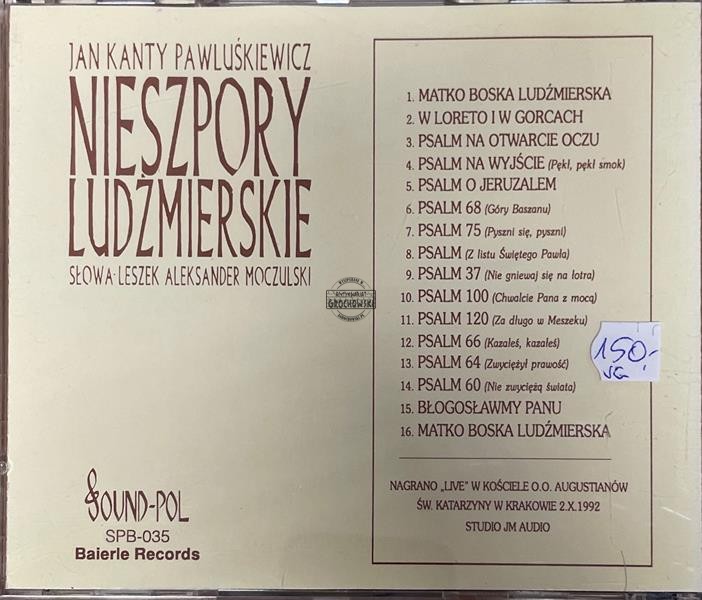 JAN KANTY PAWLUŚKIEWICZ
NIESZPORY
LUDŹMIERSKIE
SŁOWA-LESZEK ALEKSANDER MOCZULSKI
GROCHOWSKI
1. MATKO BOSKA LUDŹMIERSKA
2. W LORETO I W GORCACH
3. PSALM NA OTWARCIE OCZU
4. PSALM NA WYJŚCIE (Pękł, pękł smok)
5. PSALM O JERUZALEM
6. PSALM 68 (Góry Baszanu)
7. PSALM 75 (Pyszni się, pyszni)
8. PSALM (Z listu Świętego Pawła)
9. PSALM 37 (Nie gniewaj się na łotra)
10. PSALM 100 (Chwalcie Pana z mocą)
11. PSALM 120 (Za długo w Meszeku)
12. PSALM 66 (Kazałeś, kazałeś)
13. PSALM 64 (Zwyciężył prawość)
14. PSALM 60 (Nie zwyciężą świata)
15. BŁOGOSŁAWMY PANU
16. MATKO BOSKA LUDŹMIERSKA
150,-
VG
NAGRANO „LIVE" W KOŚCIELE O.O. AUGUSTIANÓW
ŚW. KATARZYNY W KRAKOWIE 2.X.1992
STUDIO JM AUDIO
SOUND-POL
SPB-035
Baierle Records